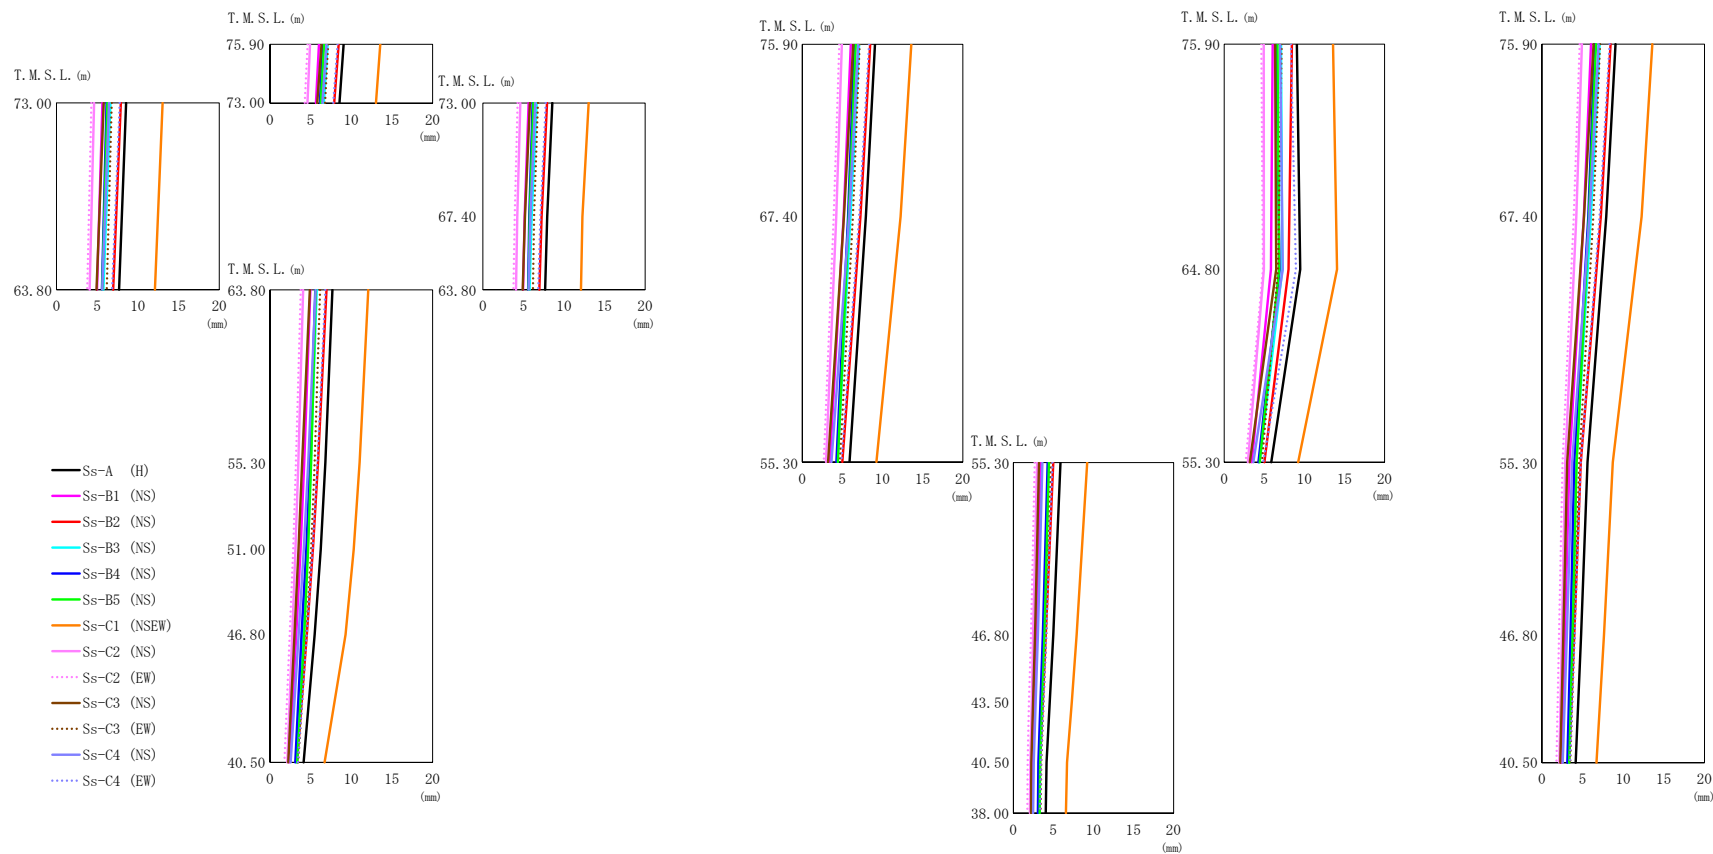 T.M.S.L.(m)
75.90
73.00
0 5 10 15 20
(mm)
T.M.S.L.(m)
73.00
63.80
0 5 10 15 20
(mm)
T.M.S.L.(m)
73.00
67.40
63.80
0 5 10 15 20
(mm)
T.M.S.L.(m)
63.80
55.30
51.00
46.80
40.50
0 5 10 15 20
(mm)
Ss-A (H)
Ss-B1 (NS)
Ss-B2 (NS)
Ss-B3 (NS)
Ss-B4 (NS)
Ss-B5 (NS)
Ss-C1 (NSEW)
Ss-C2 (NS)
Ss-C2 (EW)
Ss-C3 (NS)
Ss-C3 (EW)
Ss-C4 (NS)
Ss-C4 (EW)
T.M.S.L.(m)
75.90
67.40
55.30
0 5 10 15 20
(mm)
T.M.S.L.(m)
55.30
46.80
43.50
40.50
38.00
0 5 10 15 20
(mm)
T.M.S.L.(m)
75.90
64.80
55.30
0 5 10 15 20
(mm)
T.M.S.L.(m)
75.90
67.40
55.30
46.80
40.50
0 5 10 15 20
(mm)